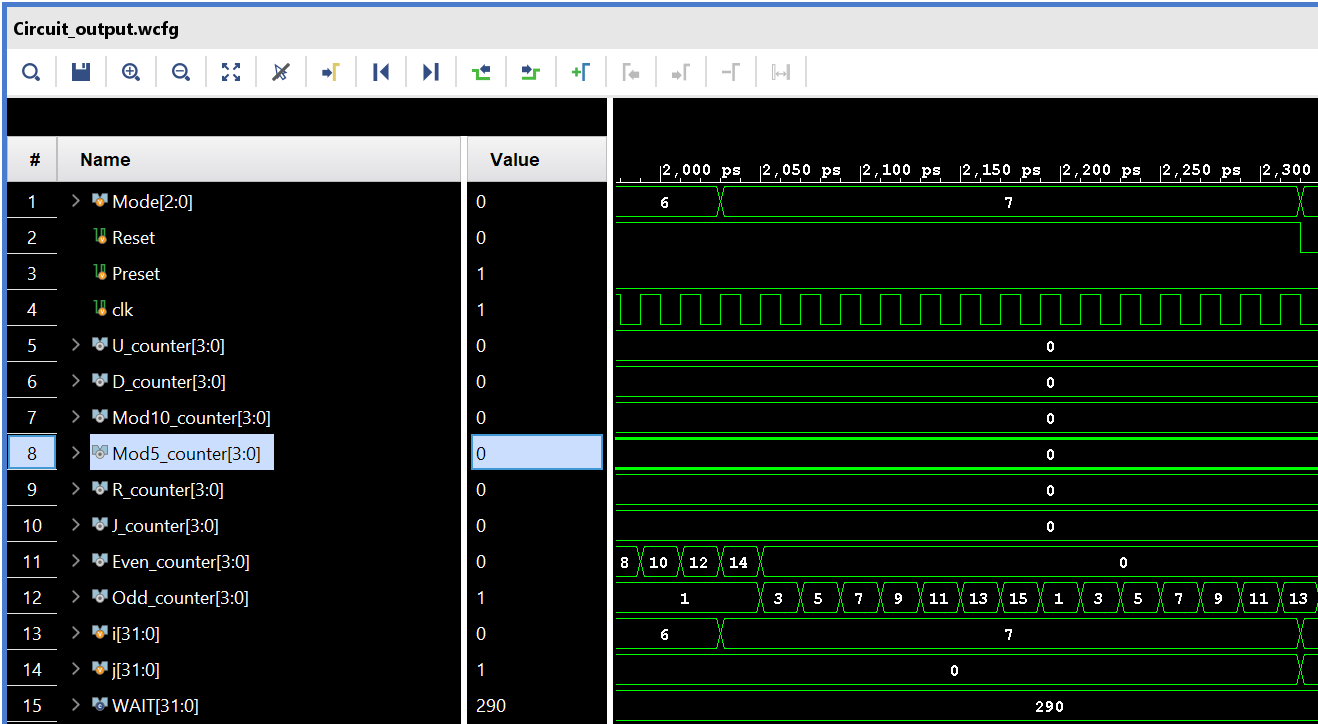 Circuit_output.wcfg
# Name Value
2,000 ps 2,050 ps 2,100 ps 2,150 ps 2,200 ps 2,250 ps 2,300
1 Mode[2:0] 0 6 7
2 Reset 0
3 Preset 1
4 clk 1
5 U_counter[3:0] 0 0
6 D_counter[3:0] 0 0
7 Mod10_counter[3:0] 0 0
8 Mod5_counter[3:0] 0 0
9 R_counter[3:0] 0 0
10 J_counter[3:0] 0 0
11 Even_counter[3:0] 0 8 10 12 14 0
12 Odd_counter[3:0] 1 1 3 5 7 9 11 13 15 1 3 5 7 9 11 13
13 i[31:0] 0 6 7
14 j[31:0] 1 0
15 WAIT[31:0] 290 290